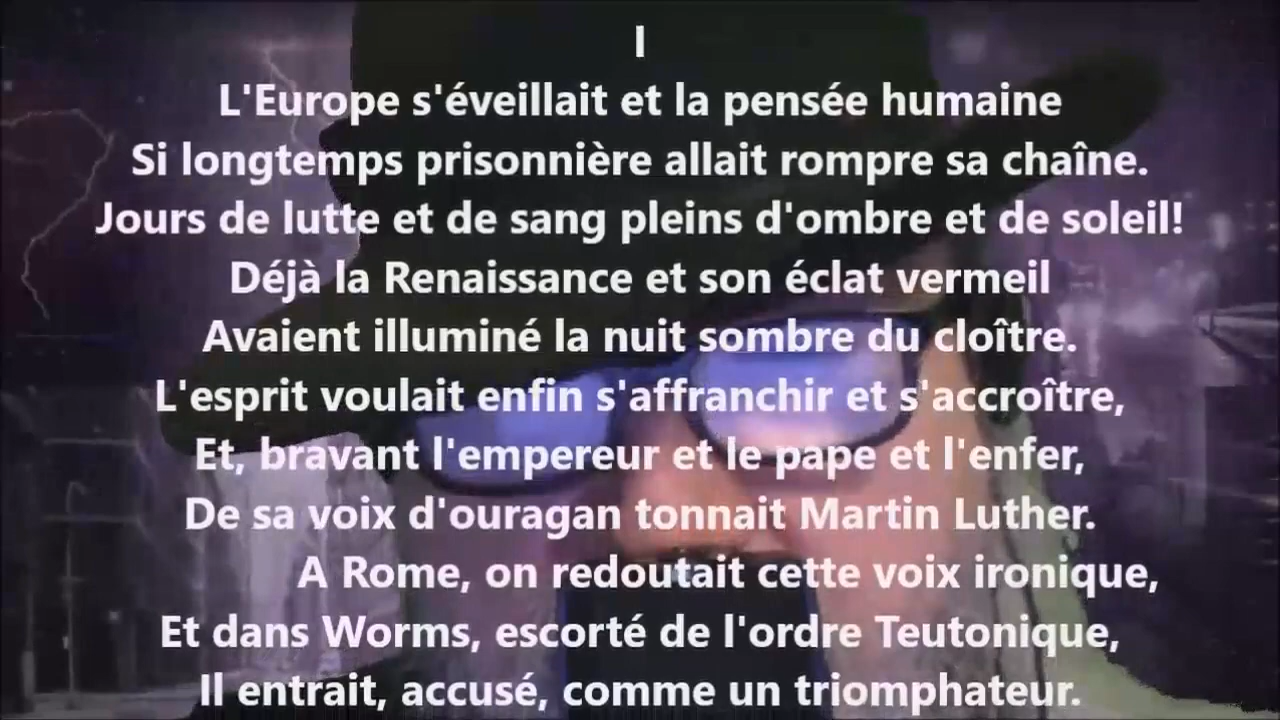 I
L'Europe s'éveillait et la pensée humaine
Si longtemps prisonnière allait rompre sa chaîne.
Jours de lutte et de sang pleins d'ombre et de soleil!
Déjà la Renaissance et son éclat vermeil
Avaient illuminé la nuit sombre du cloître.
L'esprit voulait enfin s'affranchir et s'accroître,
Et, bravant l'empereur et le pape et l'enfer,
De sa voix d'ouragan tonnait Martin Luther.
A Rome, on redoutait cette voix ironique,
Et dans Worms, escorté de l'ordre Teutonique,
Il entrait, accusé, comme un triomphateur.